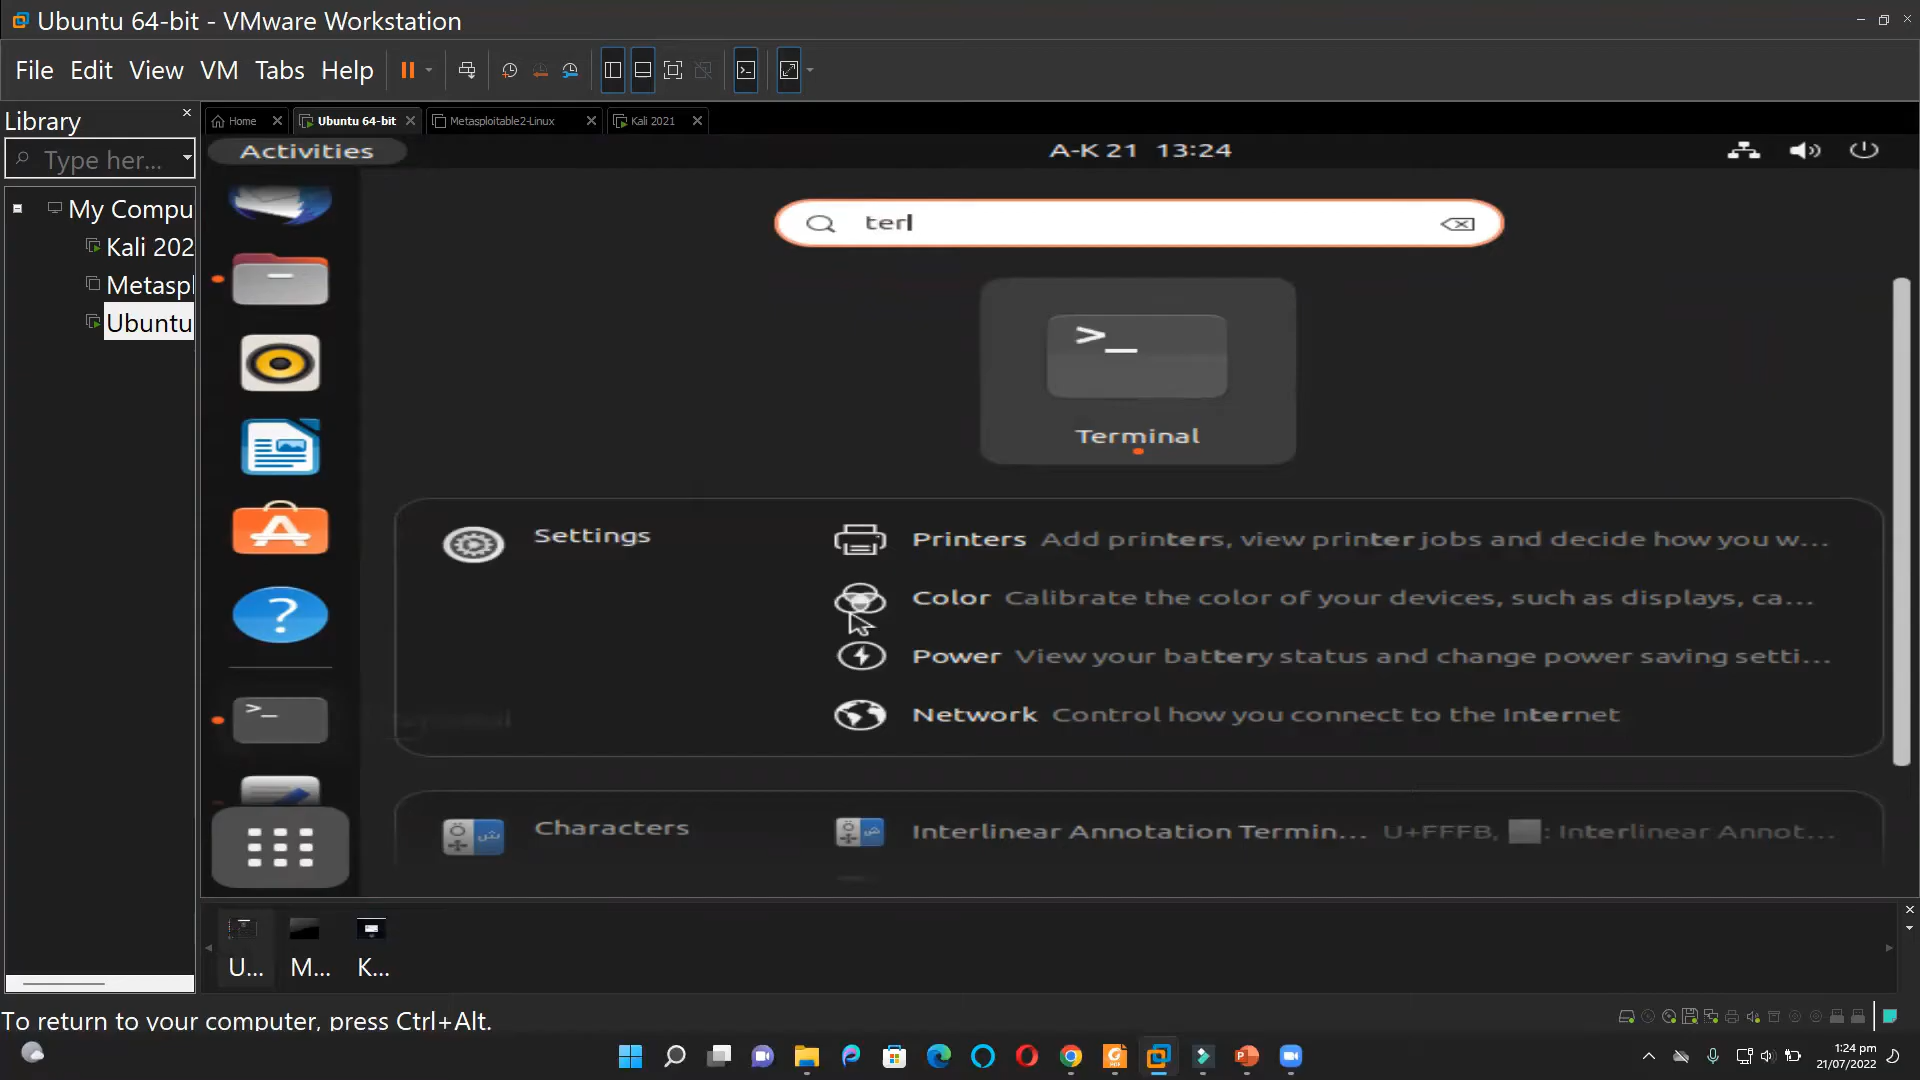 Ubuntu 64-bit - VMware Workstation
File Edit View VM Tabs Help
Library
Type her...
My Compu
Kali 202
Metaspl
Ubuntu
Home
Ubuntu 64-bit
Metasploitable2-Linux
Kali 2021
Activities
A-K 21 13:24
ter
>_
Terminal
Settings
Printers Add printers, view printer jobs and decide how you w...
Color Calibrate the color of your devices, such as displays, ca...
Power View your battery status and change power saving setti...
Network Control how you connect to the Internet
>_
Characters
Interlinear Annotation Termin... U+FFFB, : Interlinear Annot...
U...
M...
K...
To return to your computer, press Ctrl+Alt.
1:24 pm
21/07/2022